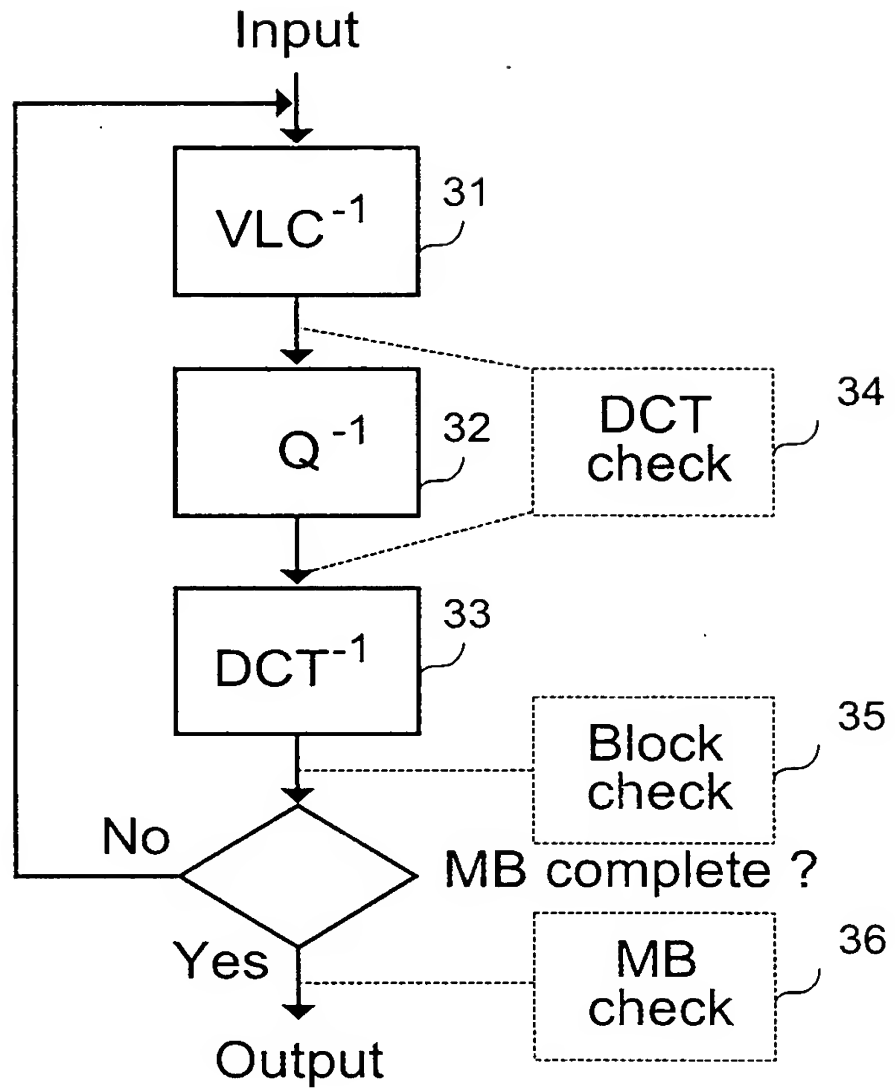 Input
VLC⁻¹
31
Q⁻¹
32
DCT
check
34
DCT⁻¹
33
Block
check
35
No
MB complete ?
Yes
MB
check
36
Output